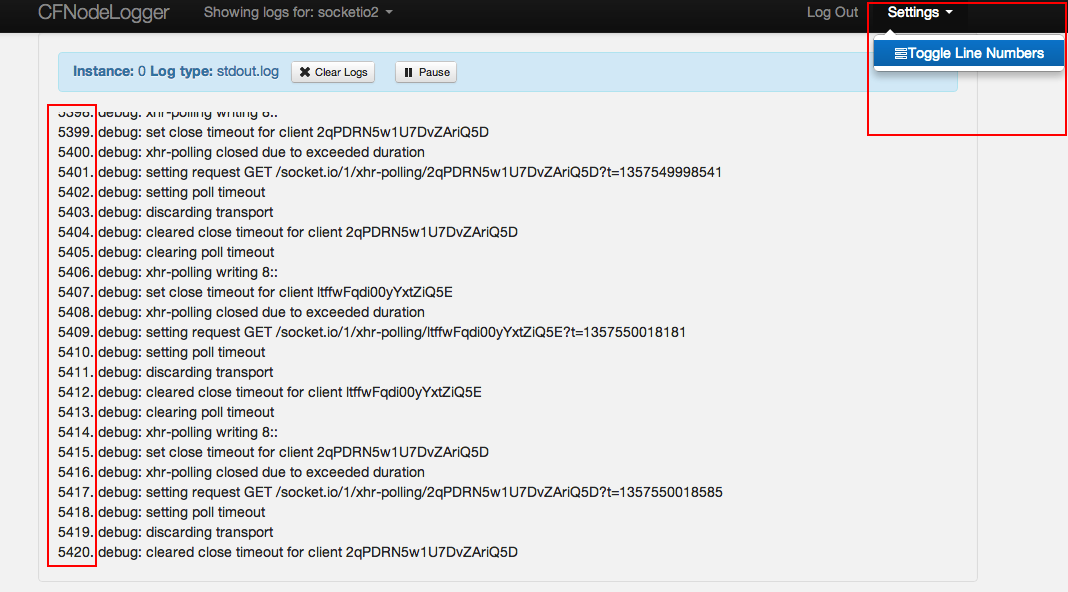 CFNodeLogger Showing logs for: socketio2 Log Out Settings
Toggle Line Numbers
Instance: 0 Log type: stdout.log Clear Logs Pause
5398. debug: xhr-polling writing 8::
5399. debug: set close timeout for client 2qPDRN5w1U7DvZAriQ5D
5400. debug: xhr-polling closed due to exceeded duration
5401. debug: setting request GET /socket.io/1/xhr-polling/2qPDRN5w1U7DvZAriQ5D?t=1357549998541
5402. debug: setting poll timeout
5403. debug: discarding transport
5404. debug: cleared close timeout for client 2qPDRN5w1U7DvZAriQ5D
5405. debug: clearing poll timeout
5406. debug: xhr-polling writing 8::
5407. debug: set close timeout for client ltffwFqdi00yYxtZiQ5E
5408. debug: xhr-polling closed due to exceeded duration
5409. debug: setting request GET /socket.io/1/xhr-polling/ltffwFqdi00yYxtZiQ5E?t=1357550018181
5410. debug: setting poll timeout
5411. debug: discarding transport
5412. debug: cleared close timeout for client ltffwFqdi00yYxtZiQ5E
5413. debug: clearing poll timeout
5414. debug: xhr-polling writing 8::
5415. debug: set close timeout for client 2qPDRN5w1U7DvZAriQ5D
5416. debug: xhr-polling closed due to exceeded duration
5417. debug: setting request GET /socket.io/1/xhr-polling/2qPDRN5w1U7DvZAriQ5D?t=1357550018585
5418. debug: setting poll timeout
5419. debug: discarding transport
5420. debug: cleared close timeout for client 2qPDRN5w1U7DvZAriQ5D